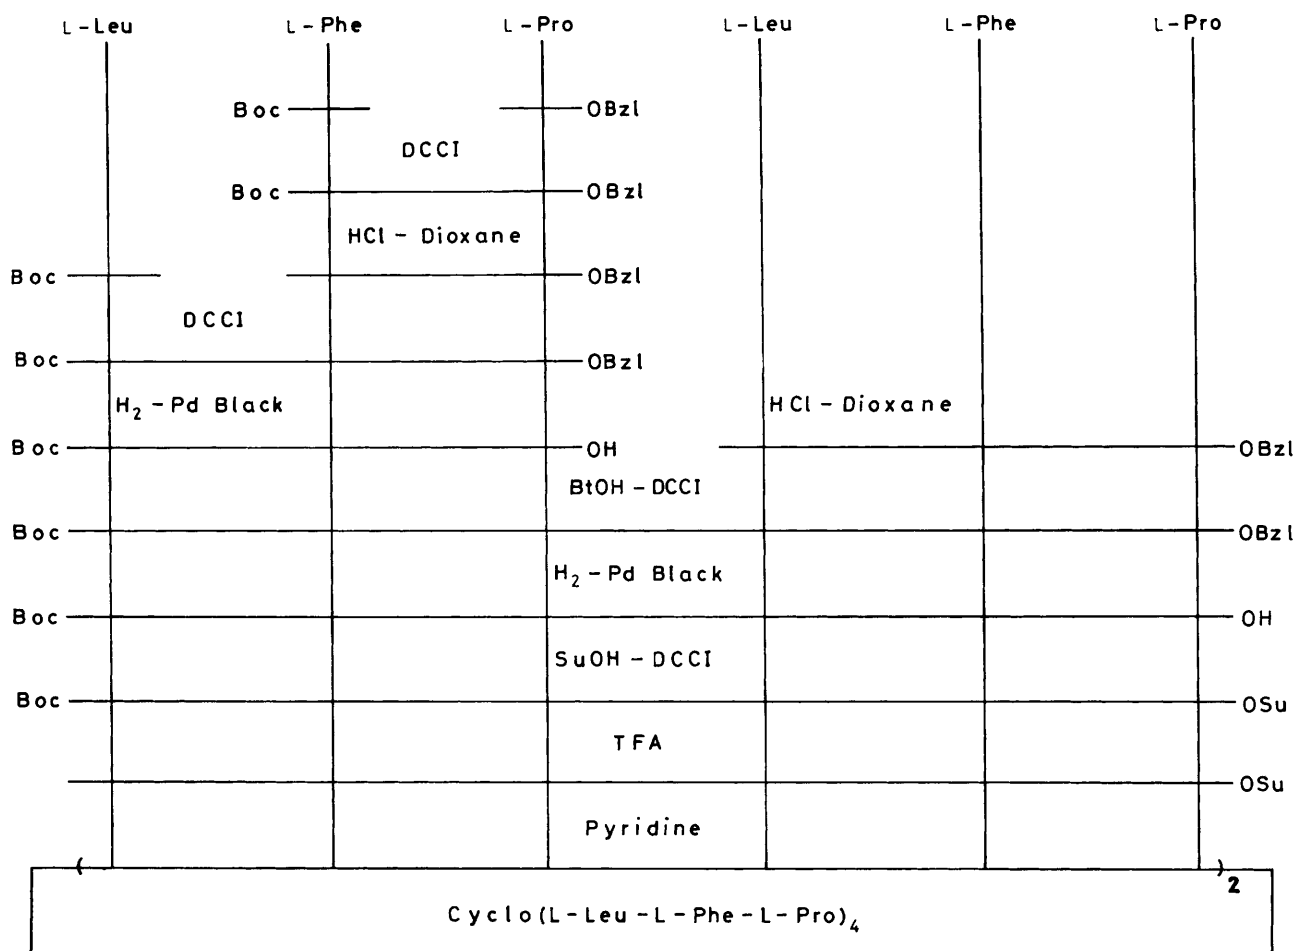 L-Leu L-Phe L-Pro L-Leu L-Phe L-Pro
Boc OBzl
DCCI
Boc OBzl
HCl-Dioxane
Boc OBzl
DCCI
Boc OBzl
H₂-Pd Black HCl-Dioxane
Boc OH OBzl
BtOH-DCCI
Boc OBzl
H₂-Pd Black
Boc OH
SuOH-DCCI
Boc OSu
TFA
OSu
Pyridine
( )₂
Cyclo(L-Leu-L-Phe-L-Pro)₄